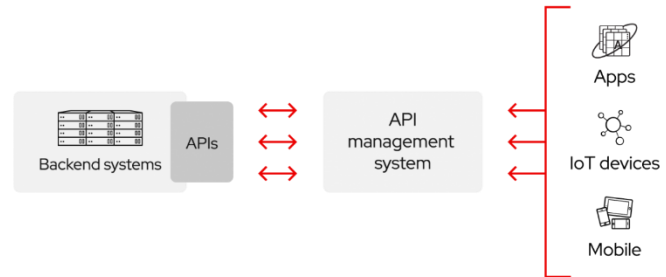 Backend systems
APIs
API
management
system
Apps
IoT devices
Mobile